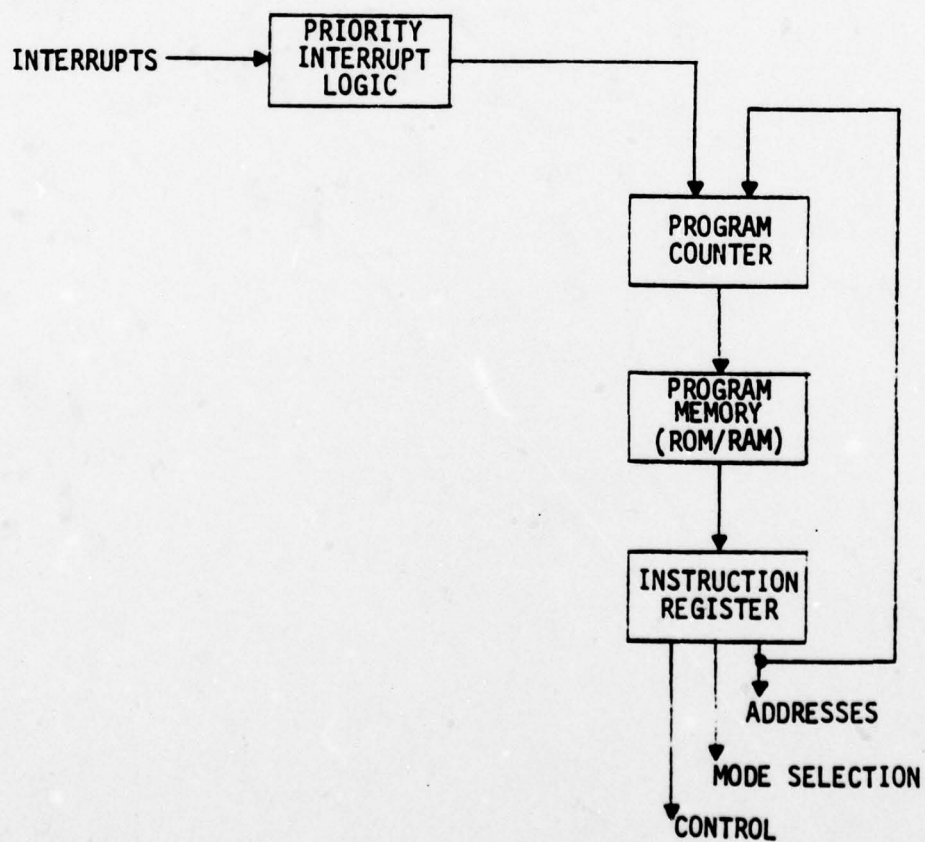 INTERRUPTS
PRIORITY
INTERRUPT
LOGIC
PROGRAM
COUNTER
PROGRAM
MEMORY
(ROM/RAM)
INSTRUCTION
REGISTER
ADDRESSES
MODE SELECTION
CONTROL